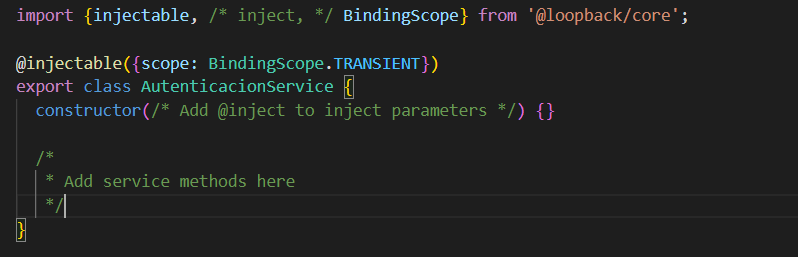 import {injectable, /* inject, */ BindingScope} from '@loopback/core';
@injectable({scope: BindingScope.TRANSIENT})
export class AutenticacionService {
constructor(/* Add @inject to inject parameters */) {}
/*
* Add service methods here
*/
}